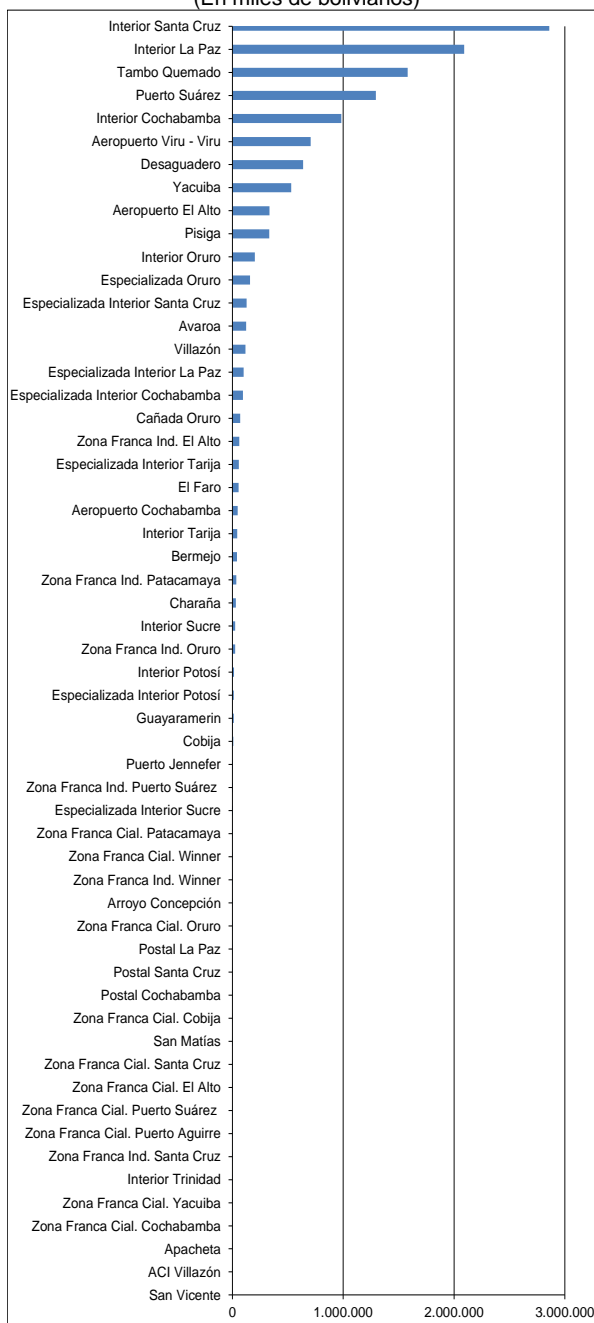 (En miles de bolivianos)
Interior Santa Cruz
Interior La Paz
Tambo Quemado
Puerto Suárez
Interior Cochabamba
Aeropuerto Viru - Viru
Desaguadero
Yacuiba
Aeropuerto El Alto
Pisiga
Interior Oruro
Especializada Oruro
Especializada Interior Santa Cruz
Avaroa
Villazón
Especializada Interior La Paz
Especializada Interior Cochabamba
Cañada Oruro
Zona Franca Ind. El Alto
Especializada Interior Tarija
El Faro
Aeropuerto Cochabamba
Interior Tarija
Bermejo
Zona Franca Ind. Patacamaya
Charaña
Interior Sucre
Zona Franca Ind. Oruro
Interior Potosí
Especializada Interior Potosí
Guayaramerin
Cobija
Puerto Jennefer
Zona Franca Ind. Puerto Suárez
Especializada Interior Sucre
Zona Franca Cial. Patacamaya
Zona Franca Cial. Winner
Zona Franca Ind. Winner
Arroyo Concepción
Zona Franca Cial. Oruro
Postal La Paz
Postal Santa Cruz
Postal Cochabamba
Zona Franca Cial. Cobija
San Matías
Zona Franca Cial. Santa Cruz
Zona Franca Cial. El Alto
Zona Franca Cial. Puerto Suárez
Zona Franca Cial. Puerto Aguirre
Zona Franca Ind. Santa Cruz
Interior Trinidad
Zona Franca Cial. Yacuiba
Zona Franca Cial. Cochabamba
Apacheta
ACI Villazón
San Vicente
0 1.000.000 2.000.000 3.000.000